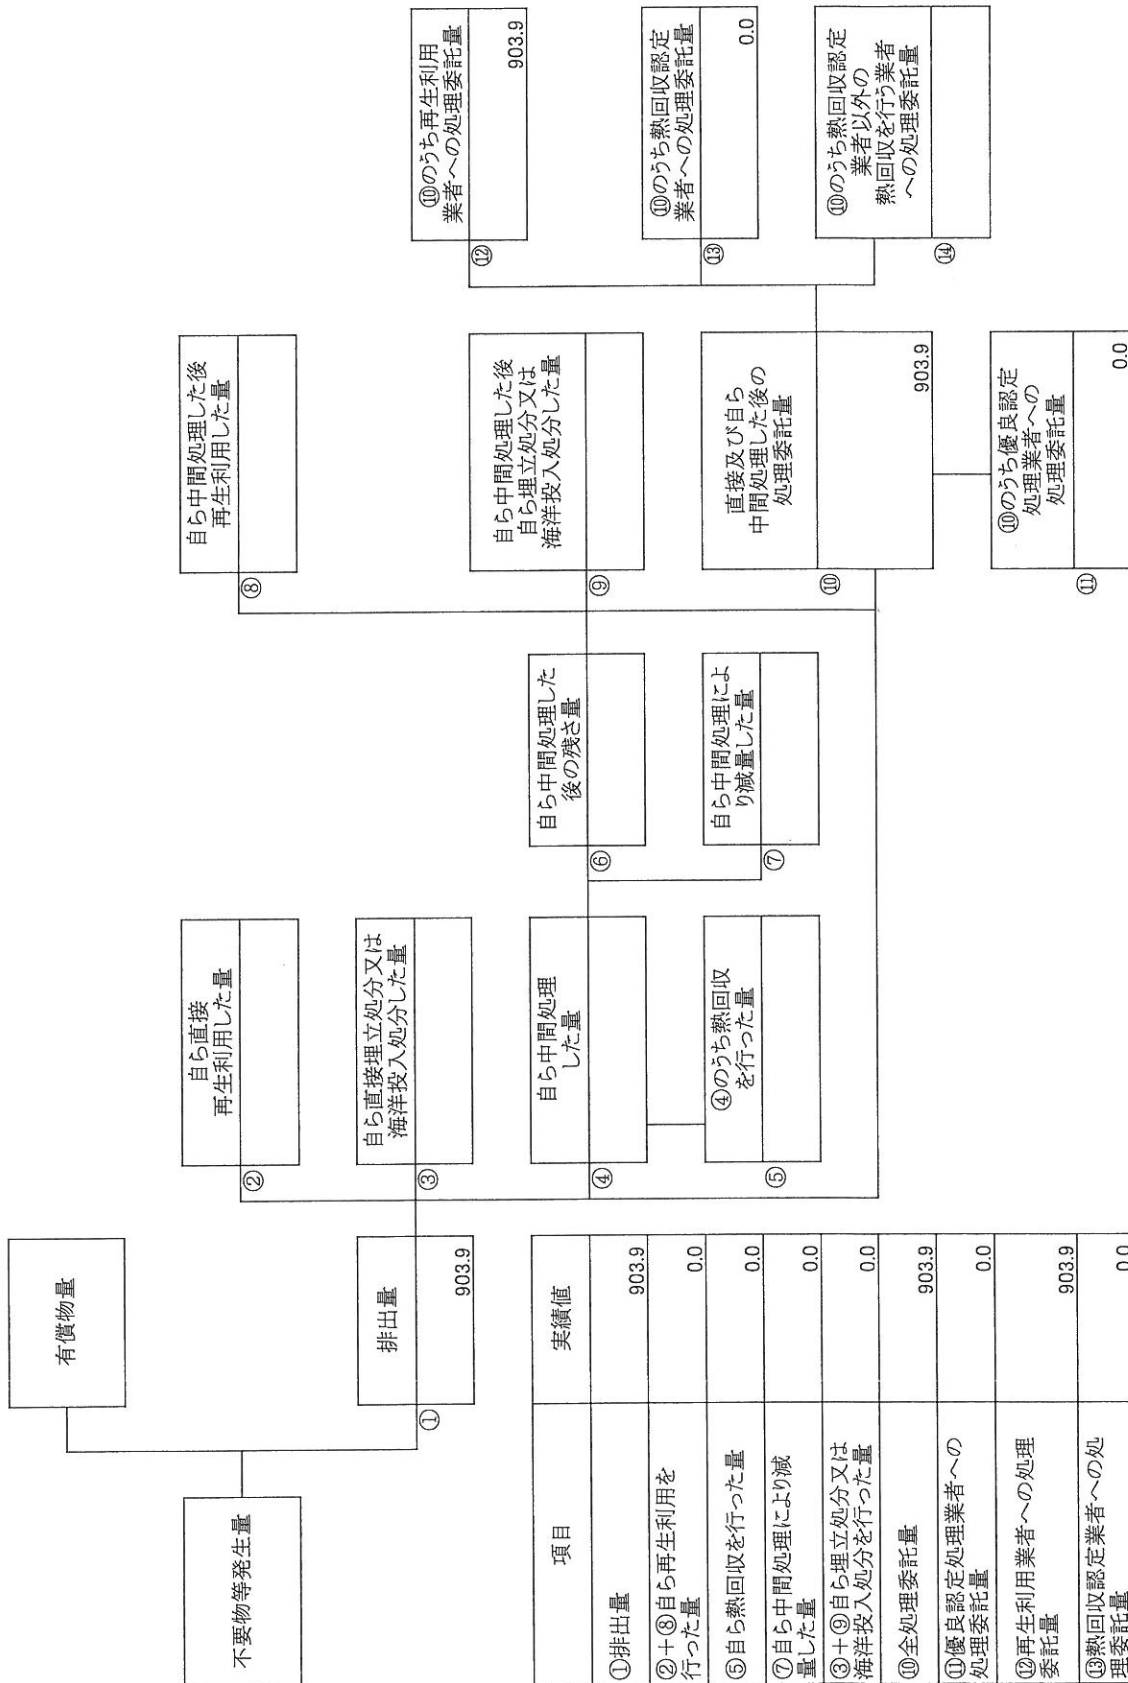 不要物等発生量
有償物量
①
排出量
903.9
②
自ら直接
再生利用した量
③
自ら直接埋立処分又は
海洋投入処分した量
④
自ら中間処理
した量
⑤
④のうち熱回収
を行った量
⑥
自ら中間処理した
後の残さ量
⑦
自ら中間処理によ
り減量した量
⑧
自ら中間処理した後
再生利用した量
⑨
自ら中間処理した後
自ら埋立処分又は
海洋投入処分した量
⑩
直接及び自ら
中間処理した後の
処理委託量
903.9
⑪
⑩のうち優良認定
処理業者への
処理委託量
0.0
⑫
⑩のうち再生利用
業者への処理委託量
903.9
⑬
⑩のうち熱回収認定
業者への処理委託量
0.0
⑭
⑩のうち熱回収認定
業者以外の
熱回収を行う業者
への処理委託量
項目 実績値
①排出量 903.9
②+⑧自ら再生利用を
行った量 0.0
⑤自ら熱回収を行った量 0.0
⑦自ら中間処理により減
量した量 0.0
③+⑨自ら埋立処分又は
海洋投入処分を行った量 0.0
⑩全処理委託量 903.9
⑪優良認定処理業者への
処理委託量 0.0
⑫再生利用業者への処理
委託量 903.9
⑬熱回収認定業者への処
理委託量 0.0